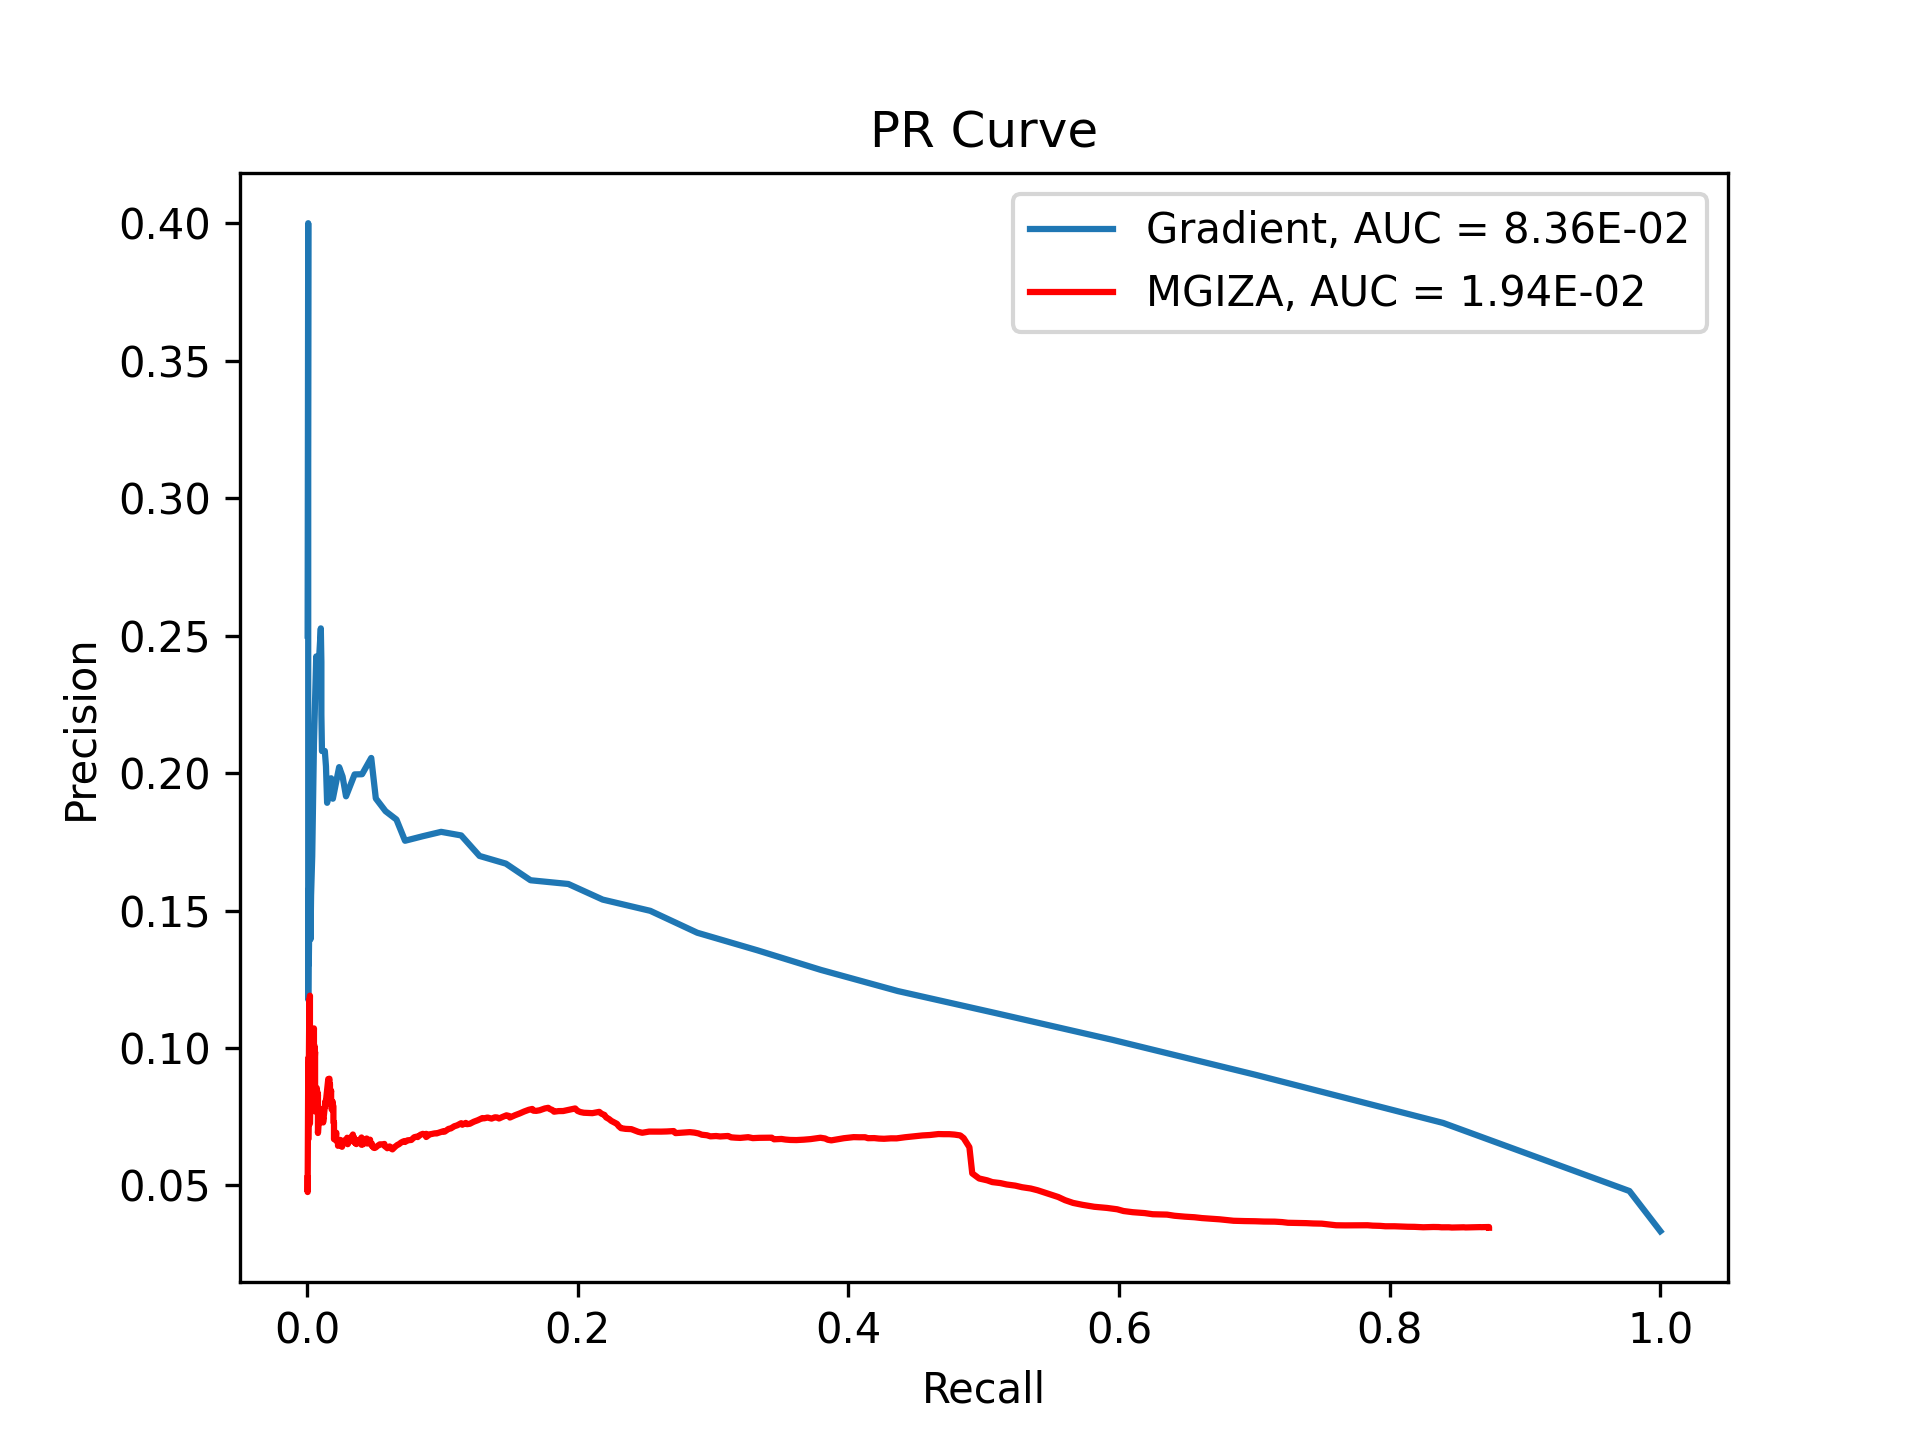 PR Curve
Gradient, AUC = 8.36E-02
MGIZA, AUC = 1.94E-02
0.40
0.35
0.30
0.25
0.20
0.15
0.10
0.05
Precision
0.0 0.2 0.4 0.6 0.8 1.0
Recall